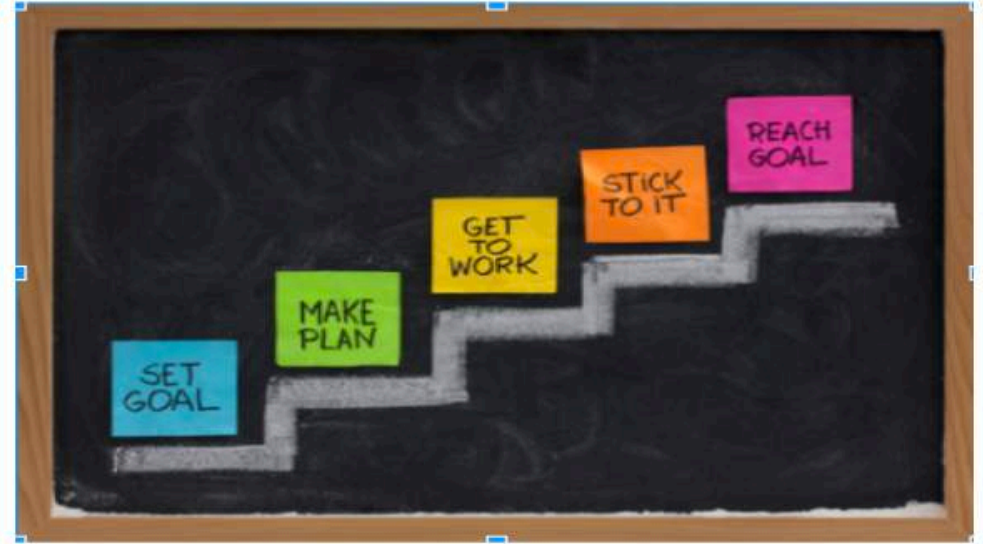 SET
GOAL
MAKE
PLAN
GET
TO
WORK
STICK
TO IT
REACH
GOAL